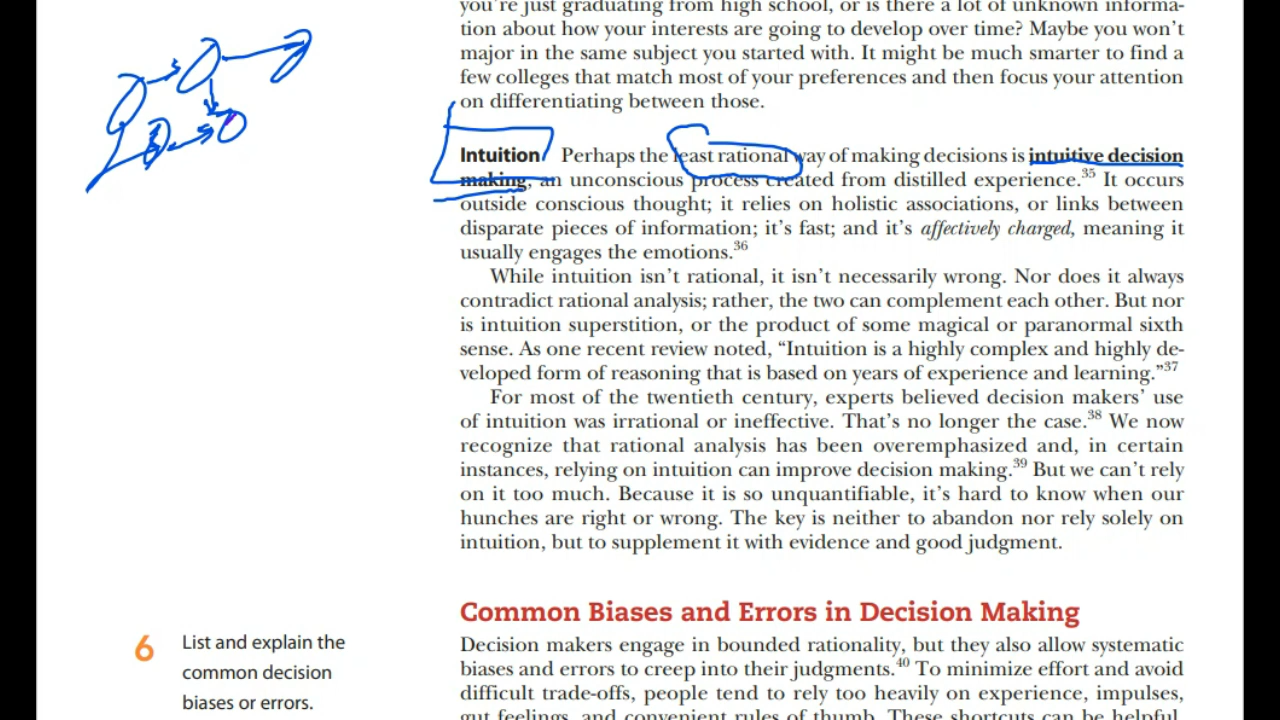 you're just graduating from high school, or is there a lot of unknown informa-
tion about how your interests are going to develop over time? Maybe you won't
major in the same subject you started with. It might be much smarter to find a
few colleges that match most of your preferences and then focus your attention
on differentiating between those.
Intuition Perhaps the least rational way of making decisions is intuitive decision
making, an unconscious process created from distilled experience.35 It occurs
outside conscious thought; it relies on holistic associations, or links between
disparate pieces of information; it's fast; and it's affectively charged, meaning it
usually engages the emotions.36
While intuition isn't rational, it isn't necessarily wrong. Nor does it always
contradict rational analysis; rather, the two can complement each other. But nor
is intuition superstition, or the product of some magical or paranormal sixth
sense. As one recent review noted, “Intuition is a highly complex and highly de-
veloped form of reasoning that is based on years of experience and learning.”37
For most of the twentieth century, experts believed decision makers' use
of intuition was irrational or ineffective. That's no longer the case.38 We now
recognize that rational analysis has been overemphasized and, in certain
instances, relying on intuition can improve decision making.39 But we can't rely
on it too much. Because it is so unquantifiable, it's hard to know when our
hunches are right or wrong. The key is neither to abandon nor rely solely on
intuition, but to supplement it with evidence and good judgment.
Common Biases and Errors in Decision Making
6 List and explain the
common decision
biases or errors.
Decision makers engage in bounded rationality, but they also allow systematic
biases and errors to creep into their judgments.40 To minimize effort and avoid
difficult trade-offs, people tend to rely too heavily on experience, impulses,
gut feelings, and convenient rules of thumb. These shortcuts can be helpful.